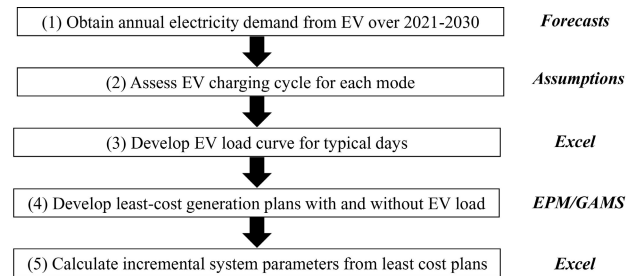 (1) Obtain annual electricity demand from EV over 2021-2030 Forecasts
(2) Assess EV charging cycle for each mode Assumptions
(3) Develop EV load curve for typical days Excel
(4) Develop least-cost generation plans with and without EV load EPM/GAMS
(5) Calculate incremental system parameters from least cost plans Excel